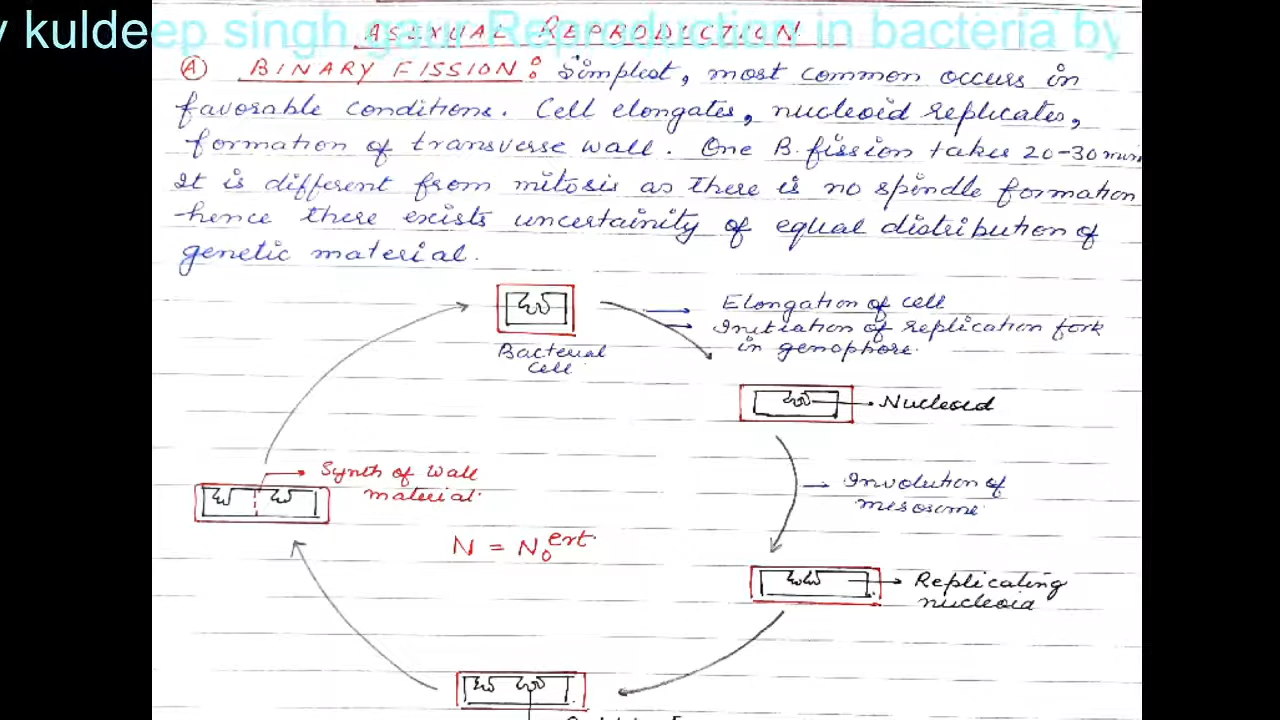 y kuldeep singh gaur Reproduction in bacteria by
ASEXUAL REPRODUCTION
(A) BINARY FISSION: Simplest, most common occurs in
favorable conditions. Cell elongates, nucleoid replicates,
formation of transverse wall. One B.fission takes 20-30 min
It is different from mitosis as there is no spindle formation
hence there exists uncertainity of equal distribution of
genetic material.
Elongation of cell
Initiation of replication fork
in genophore.
Bacterial
cell
Nucleoid
Synth of wall
material.
Involution of
mesosome
N = N₀ᵉʳᵗ·
Replicating
nucleoid